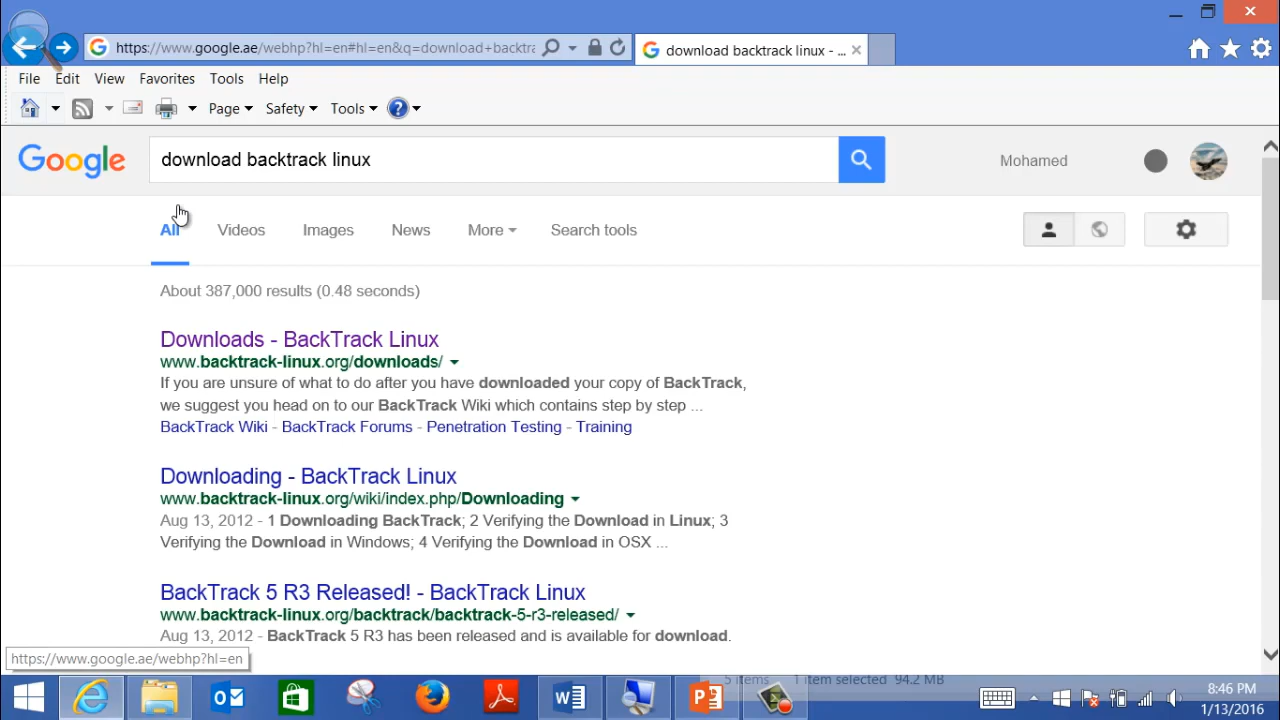 https://www.google.ae/webhp?hl=en#hl=en&q=download+backtra
download backtrack linux - ...
File Edit View Favorites Tools Help
Page Safety Tools
Google download backtrack linux Mohamed
All Videos Images News More Search tools
About 387,000 results (0.48 seconds)
Downloads - BackTrack Linux
www.backtrack-linux.org/downloads/
If you are unsure of what to do after you have downloaded your copy of BackTrack,
we suggest you head on to our BackTrack Wiki which contains step by step ...
BackTrack Wiki - BackTrack Forums - Penetration Testing - Training
Downloading - BackTrack Linux
www.backtrack-linux.org/wiki/index.php/Downloading
Aug 13, 2012 - 1 Downloading BackTrack; 2 Verifying the Download in Linux; 3
Verifying the Download in Windows; 4 Verifying the Download in OSX ...
BackTrack 5 R3 Released! - BackTrack Linux
www.backtrack-linux.org/backtrack/backtrack-5-r3-released/
Aug 13, 2012 - BackTrack 5 R3 has been released and is available for download.
https://www.google.ae/webhp?hl=en
5 items 1 item selected 94.2 MB
8:46 PM
1/13/2016